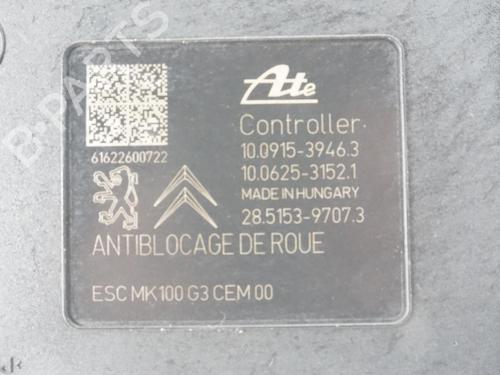 Ate
Controller
10.0915-3946.3
10.0625-3152.1
MADE IN HUNGARY
28.5153-9707.3
61622600722
ANTIBLOCAGE DE ROUE
ESC MK100 G3 CEM 00
B-PARTS